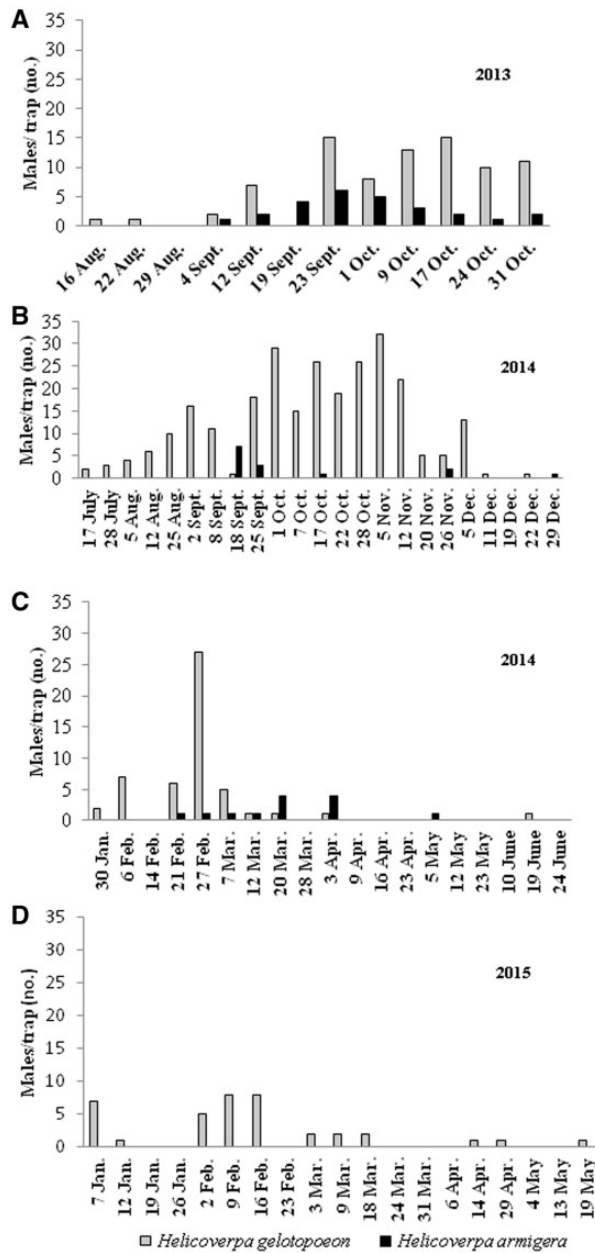 A
35
30
25
20
15
10
5
0
Males/ trap (no.)
2013
16 Aug.
22 Aug.
29 Aug.
4 Sept.
12 Sept.
19 Sept.
23 Sept.
1 Oct.
9 Oct.
17 Oct.
24 Oct.
31 Oct.
B
35
30
25
20
15
10
5
0
Males/trap (no.)
2014
17 July
28 July
5 Aug.
12 Aug.
25 Aug.
2 Sept.
8 Sept.
18 Sept.
25 Sept.
1 Oct.
7 Oct.
17 Oct.
22 Oct.
28 Oct.
5 Nov.
12 Nov.
20 Nov.
26 Nov.
5 Dec.
11 Dec.
19 Dec.
22 Dec.
29 Dec.
C
35
30
25
20
15
10
5
0
Males/trap (no.)
2014
30 Jan.
6 Feb.
14 Feb.
21 Feb.
27 Feb.
7 Mar.
12 Mar.
20 Mar.
28 Mar.
3 Apr.
9 Apr.
16 Apr.
23 Apr.
5 May
12 May
23 May
10 June
19 June
24 June
D
35
30
25
20
15
10
5
0
Males/trap (no.)
2015
7 Jan.
12 Jan.
19 Jan.
26 Jan.
2 Feb.
9 Feb.
16 Feb.
23 Feb.
3 Mar.
9 Mar.
18 Mar.
24 Mar.
31 Mar.
6 Apr.
14 Apr.
29 Apr.
4 May
13 May
19 May
Helicoverpa gelotopoeon
Helicoverpa armigera